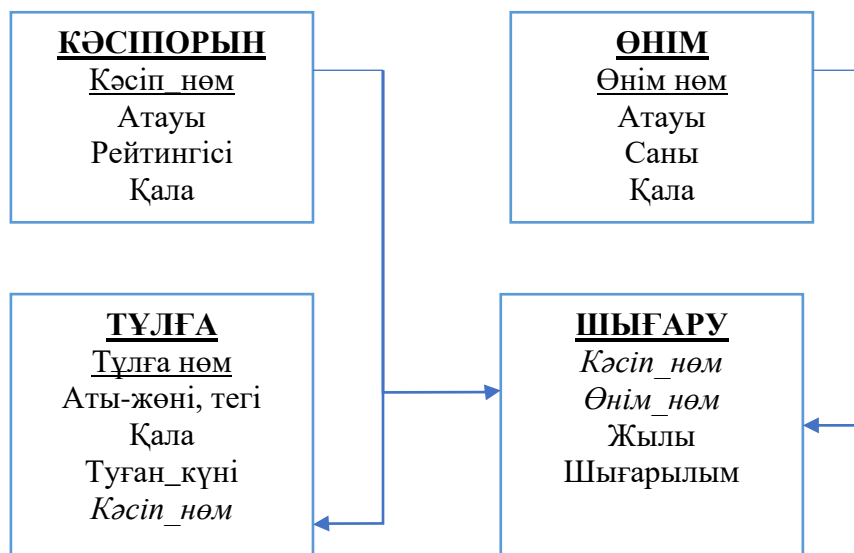 КӘСІПОРЫН
Кәсіп_нөм
Атауы
Рейтингісі
Қала
ӨНІМ
Өнім нөм
Атауы
Саны
Қала
ТҰЛҒА
Тұлға нөм
Аты-жөні, тегі
Қала
Туған_күні
Кәсіп_нөм
ШЫҒАРУ
Кәсіп_нөм
Өнім_нөм
Жылы
Шығарылым